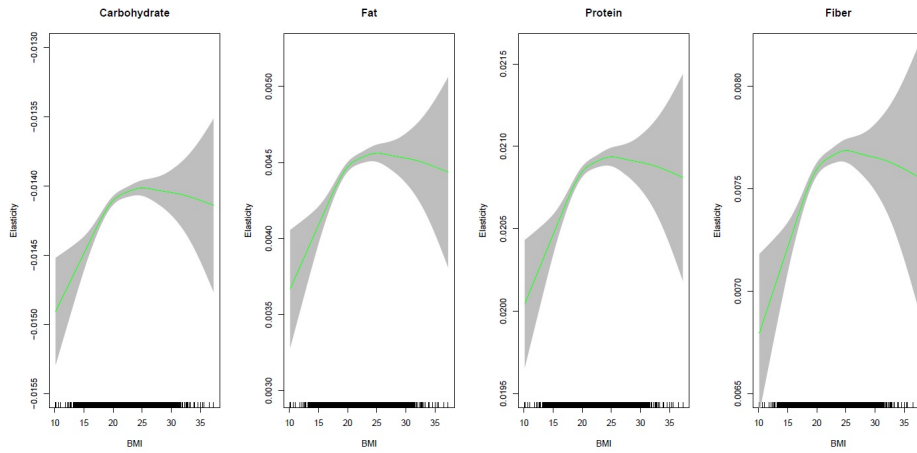 Carbohydrate
Elasticity
-0.0130
-0.0135
-0.0140
-0.0145
-0.0150
-0.0155
10 15 20 25 30 35
BMI
Fat
Elasticity
0.0050
0.0045
0.0040
0.0035
0.0030
10 15 20 25 30 35
BMI
Protein
Elasticity
0.0215
0.0210
0.0205
0.0200
0.0195
10 15 20 25 30 35
BMI
Fiber
Elasticity
0.0080
0.0075
0.0070
0.0065
10 15 20 25 30 35
BMI